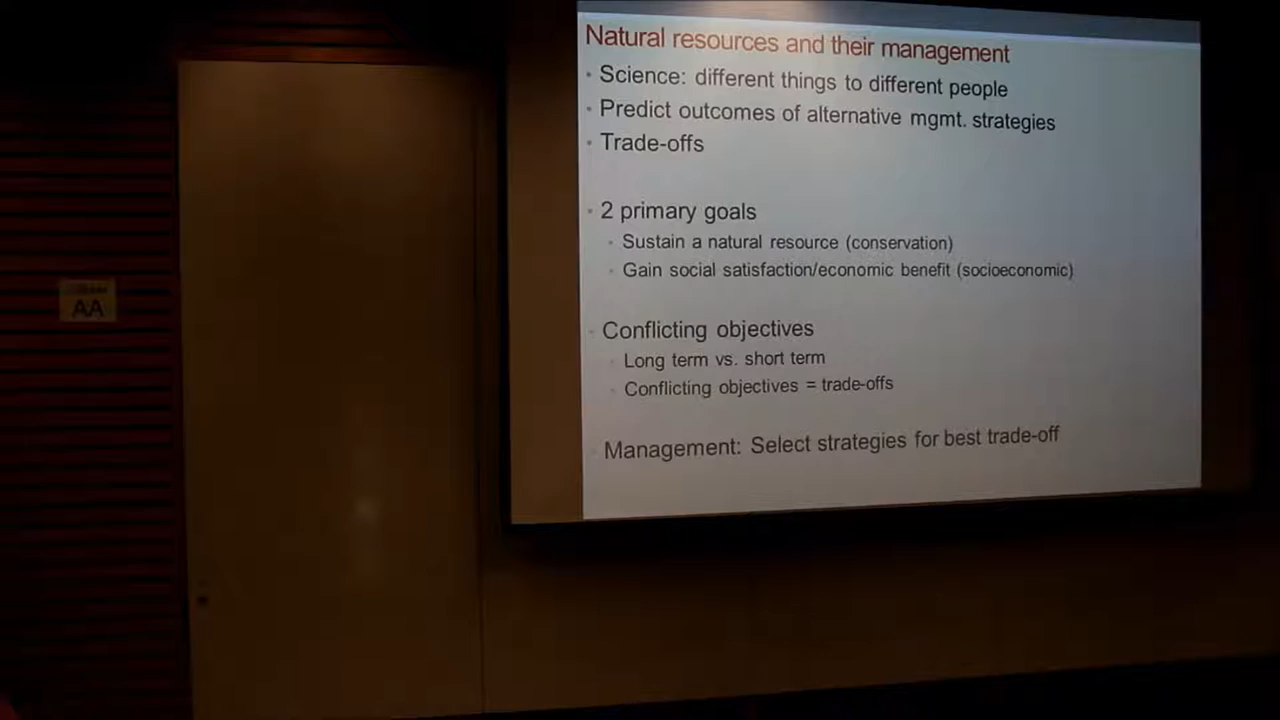 Natural resources and their management
• Science: different things to different people
• Predict outcomes of alternative mgmt. strategies
• Trade-offs
• 2 primary goals
• Sustain a natural resource (conservation)
• Gain social satisfaction/economic benefit (socioeconomic)
• Conflicting objectives
• Long term vs. short term
• Conflicting objectives = trade-offs
• Management: Select strategies for best trade-off
AA